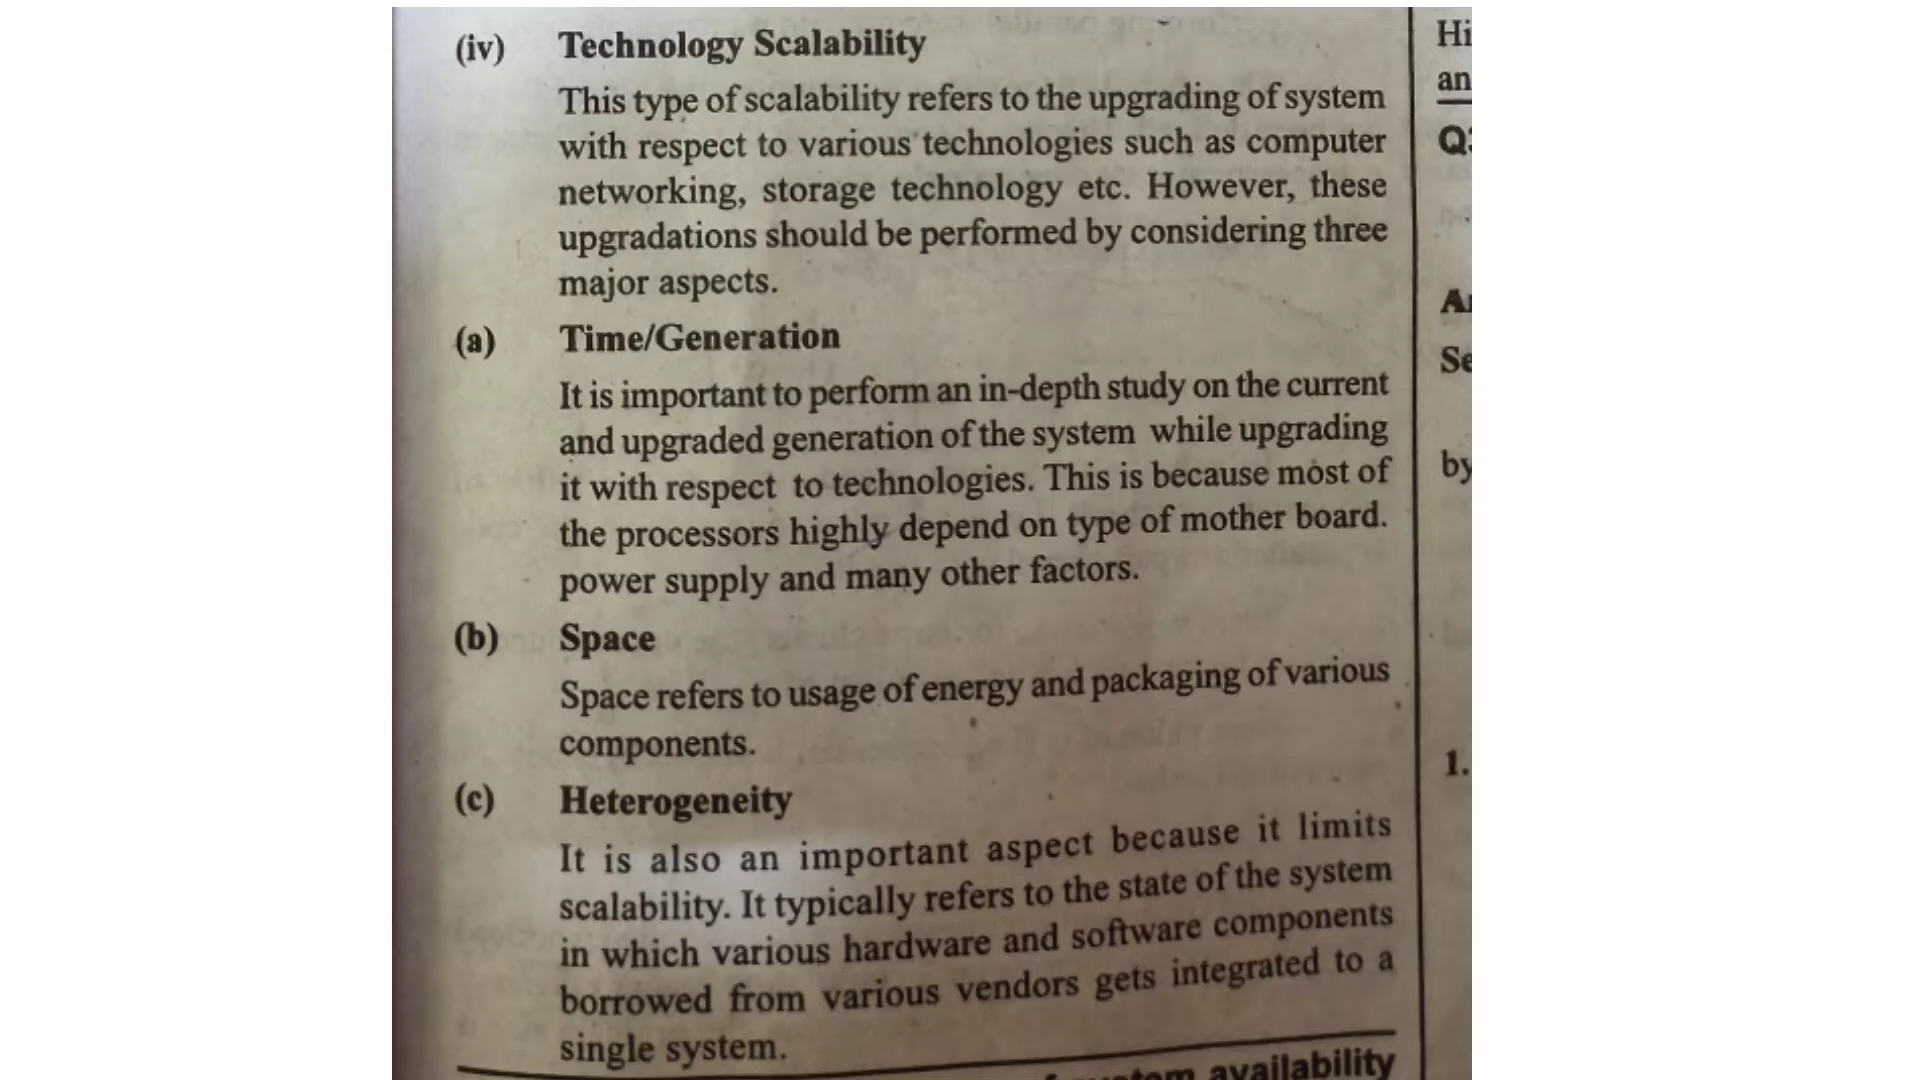 (iv) Technology Scalability
This type of scalability refers to the upgrading of system
with respect to various technologies such as computer
networking, storage technology etc. However, these
upgradations should be performed by considering three
major aspects.
(a) Time/Generation
It is important to perform an in-depth study on the current
and upgraded generation of the system while upgrading
it with respect to technologies. This is because most of
the processors highly depend on type of mother board.
power supply and many other factors.
(b) Space
Space refers to usage of energy and packaging of various
components.
(c) Heterogeneity
It is also an important aspect because it limits
scalability. It typically refers to the state of the system
in which various hardware and software components
borrowed from various vendors gets integrated to a
single system.
availability
Hi
an
Se
by
1.